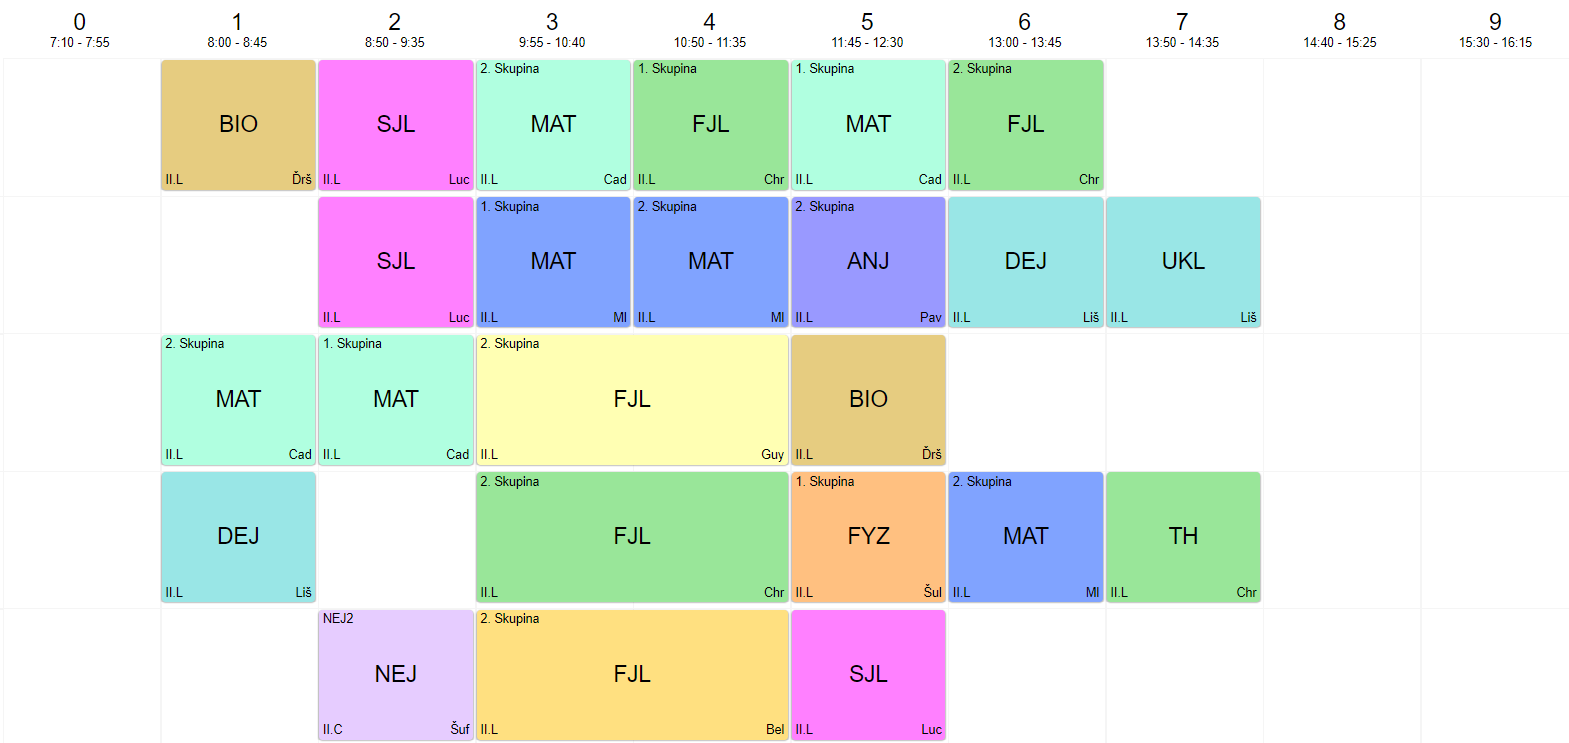 0 1 2 3 4 5 6 7 8 9
7:10 - 7:55 8:00 - 8:45 8:50 - 9:35 9:55 - 10:40 10:50 - 11:35 11:45 - 12:30 13:00 - 13:45 13:50 - 14:35 14:40 - 15:25 15:30 - 16:15
2. Skupina 1. Skupina 1. Skupina 2. Skupina
BIO SJL MAT FJL MAT FJL
II.L Ďrš II.L Luc II.L Cad II.L Chr II.L Cad II.L Chr
1. Skupina 2. Skupina 2. Skupina
SJL MAT MAT ANJ DEJ UKL
II.L Luc II.L Ml II.L Ml II.L Pav II.L Liš II.L Liš
2. Skupina 1. Skupina 2. Skupina
MAT MAT FJL BIO
II.L Cad II.L Cad II.L Guy II.L Ďrš
2. Skupina 1. Skupina 2. Skupina
DEJ FJL FYZ MAT TH
II.L Liš II.L Chr II.L Šul II.L Ml II.L Chr
NEJ2 2. Skupina
NEJ FJL SJL
II.C Šuf II.L Bel II.L Luc